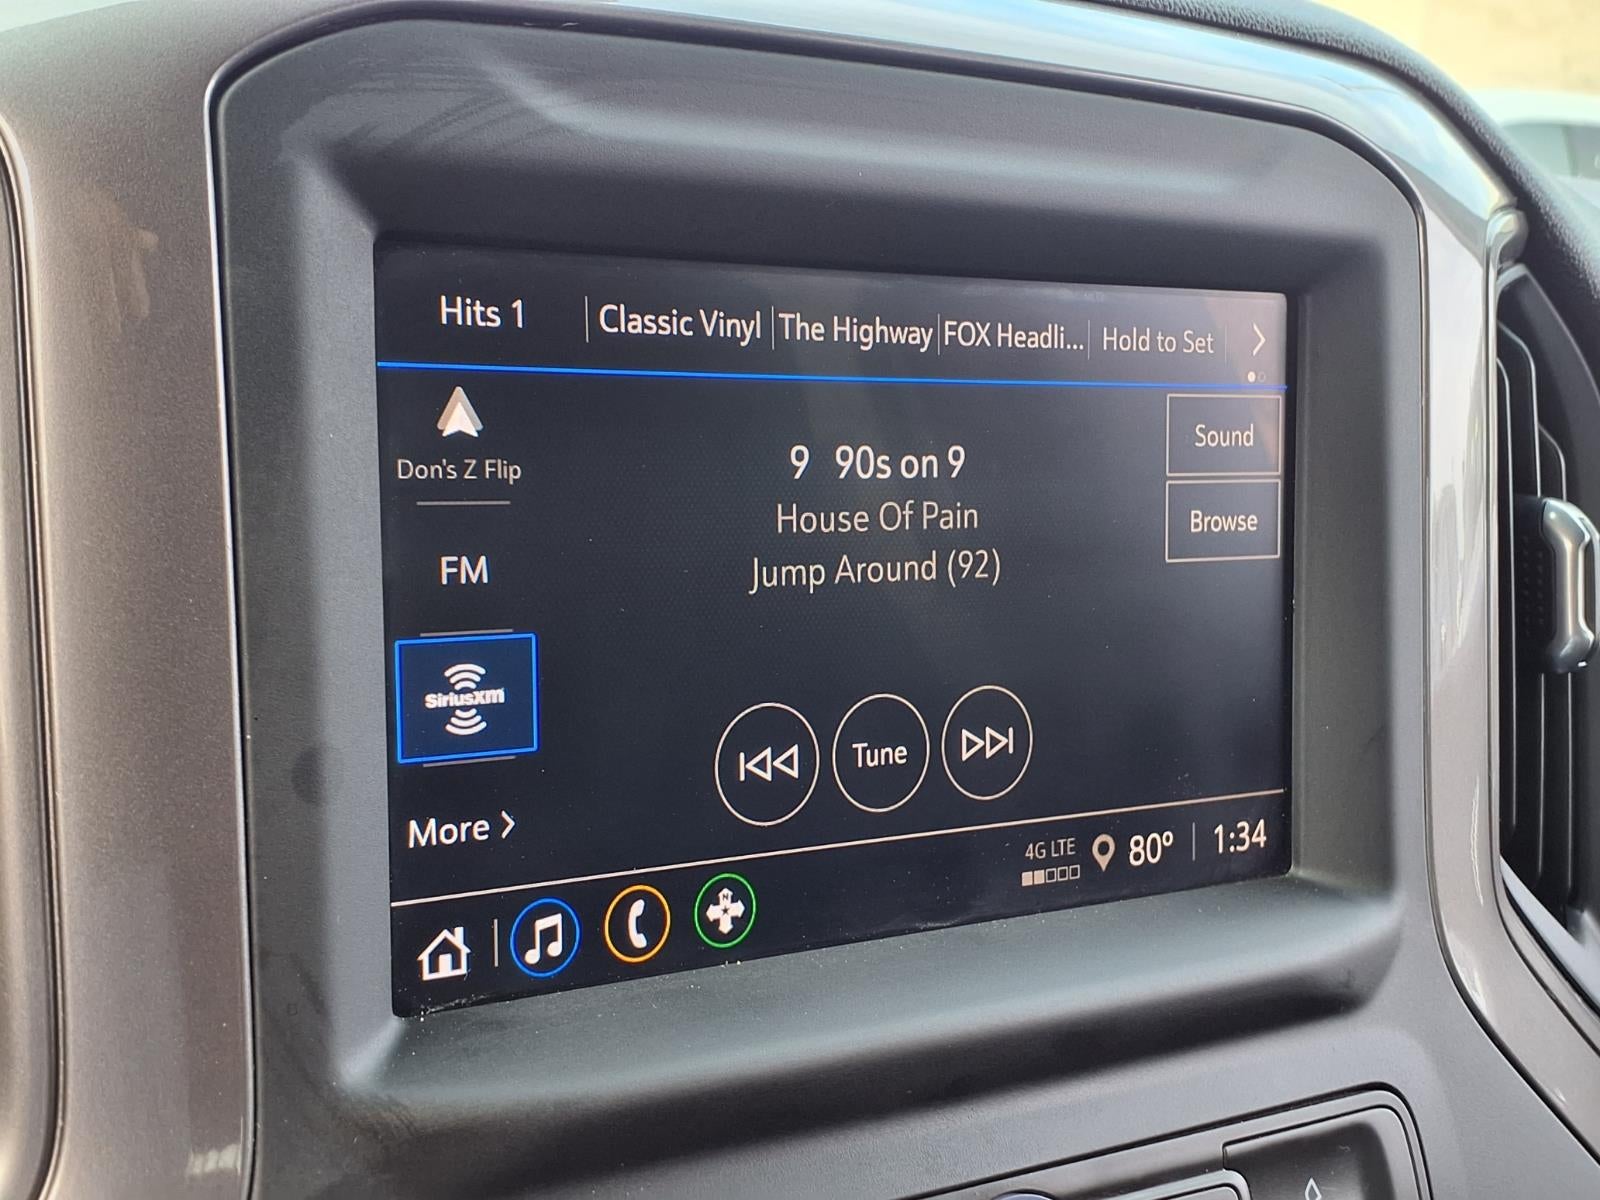 Hits 1
Classic Vinyl
The Highway
FOX Headli...
Hold to Set
Don's Z Flip
FM
SiriusXM
More
9 90s on 9
House Of Pain
Jump Around (92)
Sound
Browse
Tune
4G LTE
80°
1:34
N